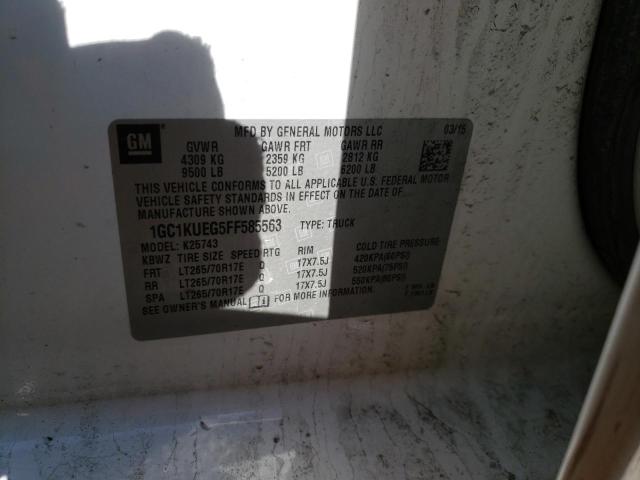 GM
MFD BY GENERAL MOTORS LLC 03/15
GVWR GAWR FRT GAWR RR
4309 KG 2359 KG 2812 KG
9500 LB 5200 LB 6200 LB
THIS VEHICLE CONFORMS TO ALL APPLICABLE U.S. FEDERAL MOTOR
VEHICLE SAFETY STANDARDS IN EFFECT ON THE DATE OF
MANUFACTURE SHOWN ABOVE.
1GC1KUEG5FF585563 TYPE: TRUCK
MODEL: K25743
KBWZ TIRE SIZE SPEED RTG RIM COLD TIRE PRESSURE
FRT LT265/70R17E Q 17X7.5J 420KPA(60PSI)
RR LT265/70R17E Q 17X7.5J 520KPA(75PSI)
SPA LT265/70R17E Q 17X7.5J 550KPA(80PSI)
SEE OWNER'S MANUAL FOR MORE INFORMATION.